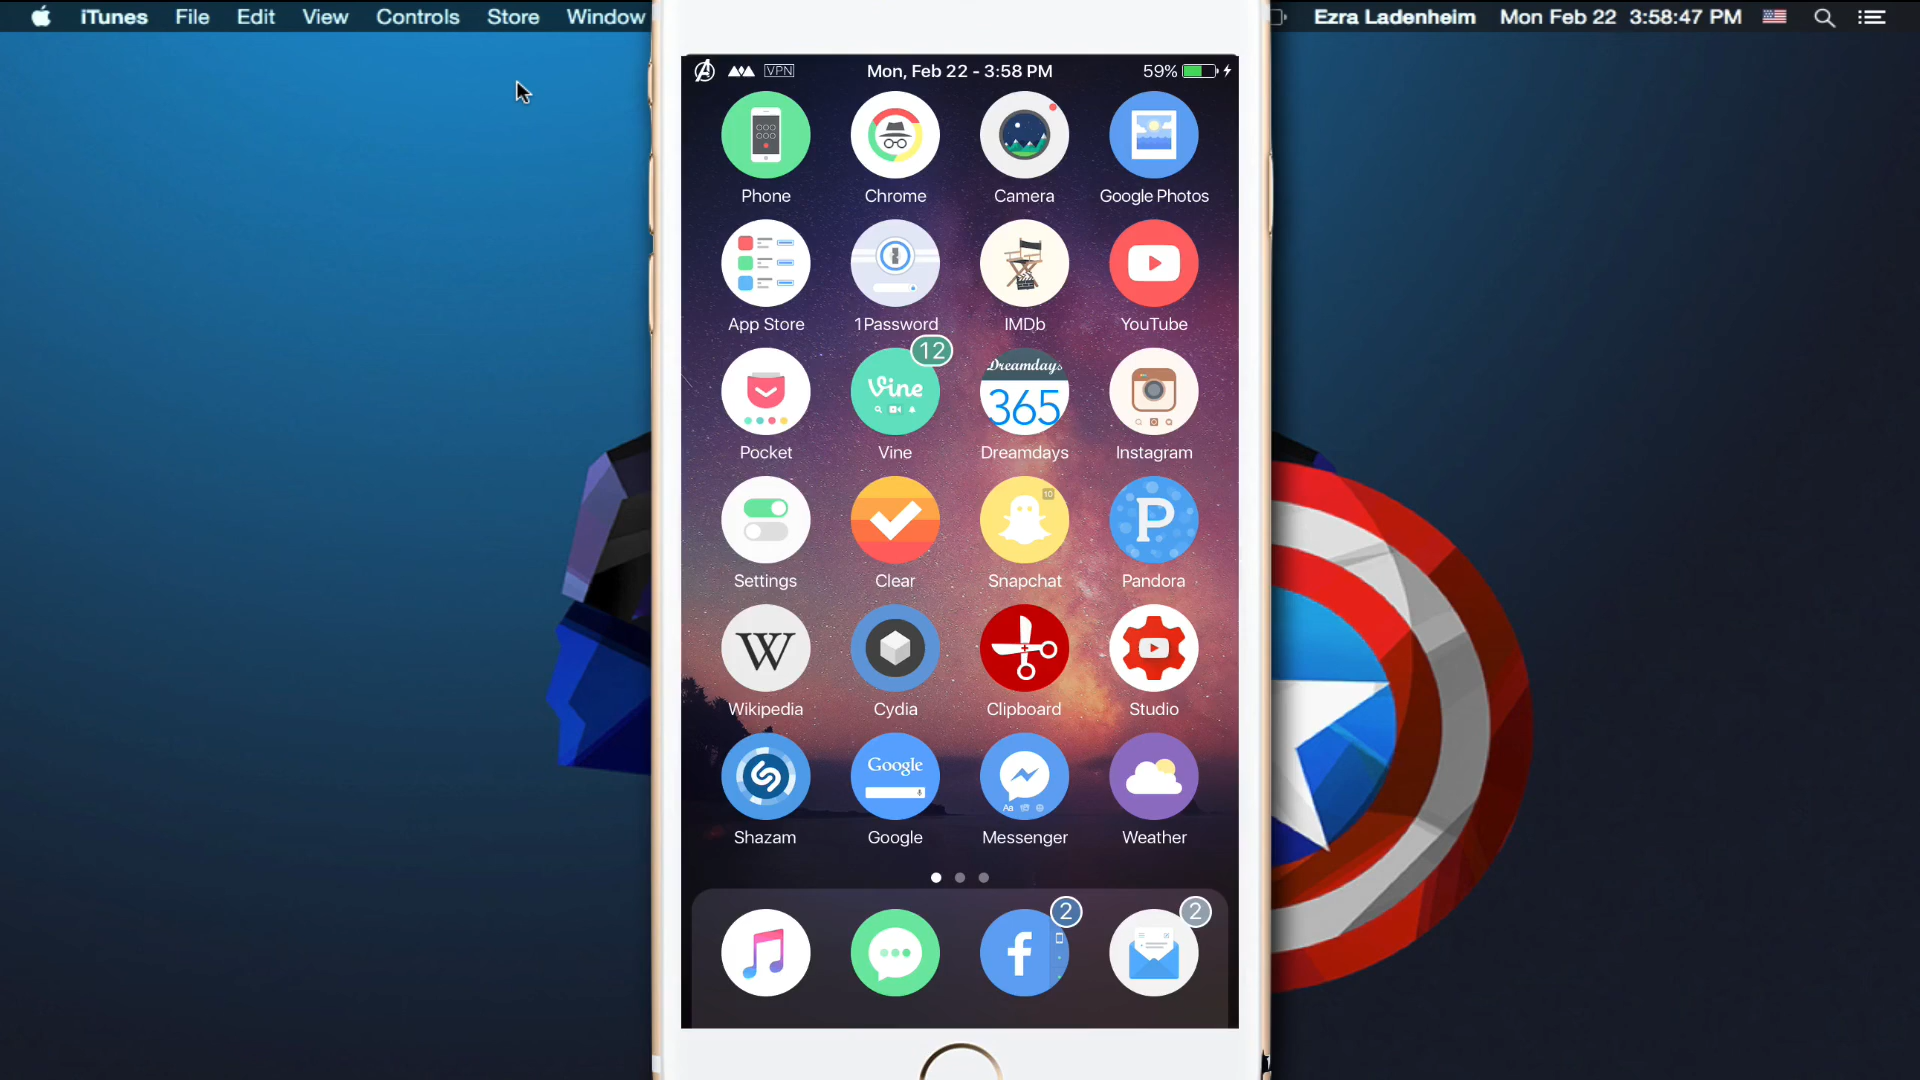 iTunes File Edit View Controls Store Window
Ezra Ladenheim Mon Feb 22 3:58:47 PM
VPN Mon, Feb 22 - 3:58 PM 59%
Phone Chrome Camera Google Photos
App Store 1Password IMDb YouTube
12
Vine
Dreamdays
365
Pocket Vine Dreamdays Instagram
10
P
Settings Clear Snapchat Pandora
W
Wikipedia Cydia Clipboard Studio
Google
Aa
Shazam Google Messenger Weather
2 2
f